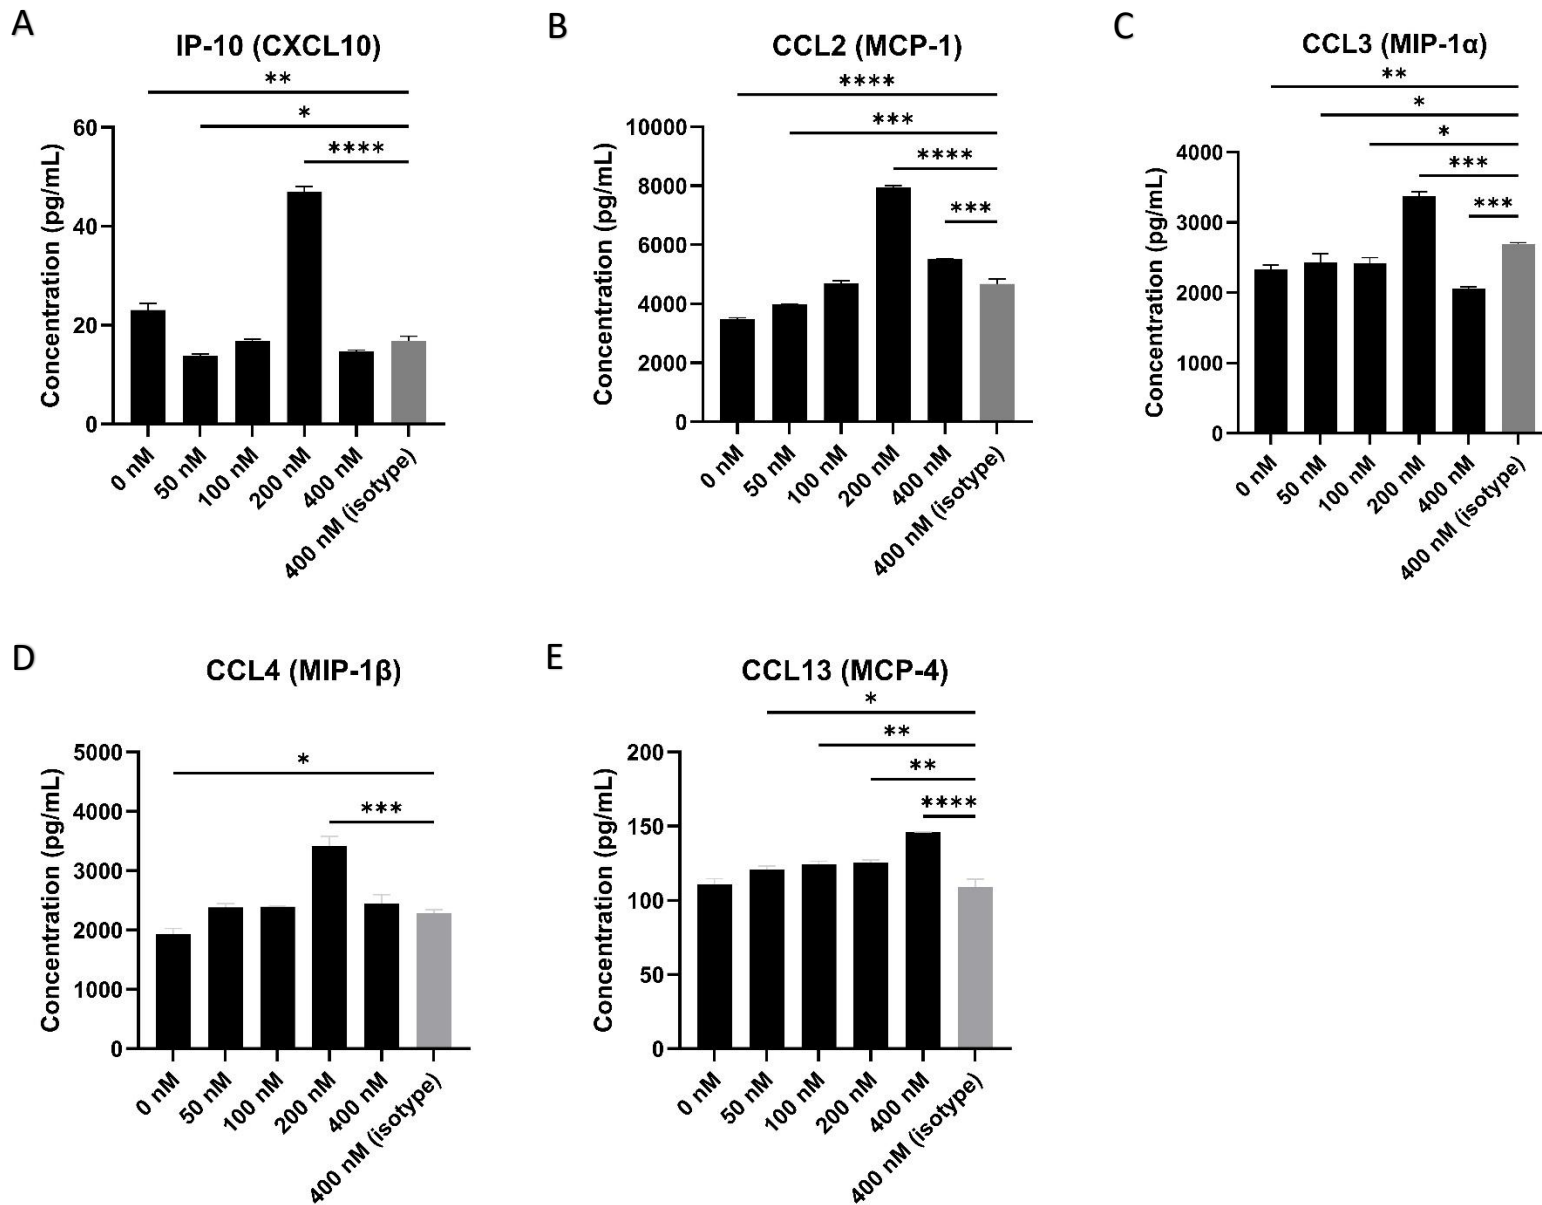 A
IP-10 (CXCL10)
**
*
****
Concentration (pg/mL)
60
40
20
0
0 nM
50 nM
100 nM
200 nM
400 nM
400 nM (isotype)
B
CCL2 (MCP-1)
****
***
****
***
Concentration (pg/mL)
10000
8000
6000
4000
2000
0
0 nM
50 nM
100 nM
200 nM
400 nM
400 nM (isotype)
C
CCL3 (MIP-1α)
**
*
*
***
***
Concentration (pg/mL)
4000
3000
2000
1000
0
0 nM
50 nM
100 nM
200 nM
400 nM
400 nM (isotype)
D
CCL4 (MIP-1β)
*
***
Concentration (pg/mL)
5000
4000
3000
2000
1000
0
0 nM
50 nM
100 nM
200 nM
400 nM
400 nM (isotype)
E
CCL13 (MCP-4)
*
**
**
****
Concentration (pg/mL)
200
150
100
50
0
0 nM
50 nM
100 nM
200 nM
400 nM
400 nM (isotype)